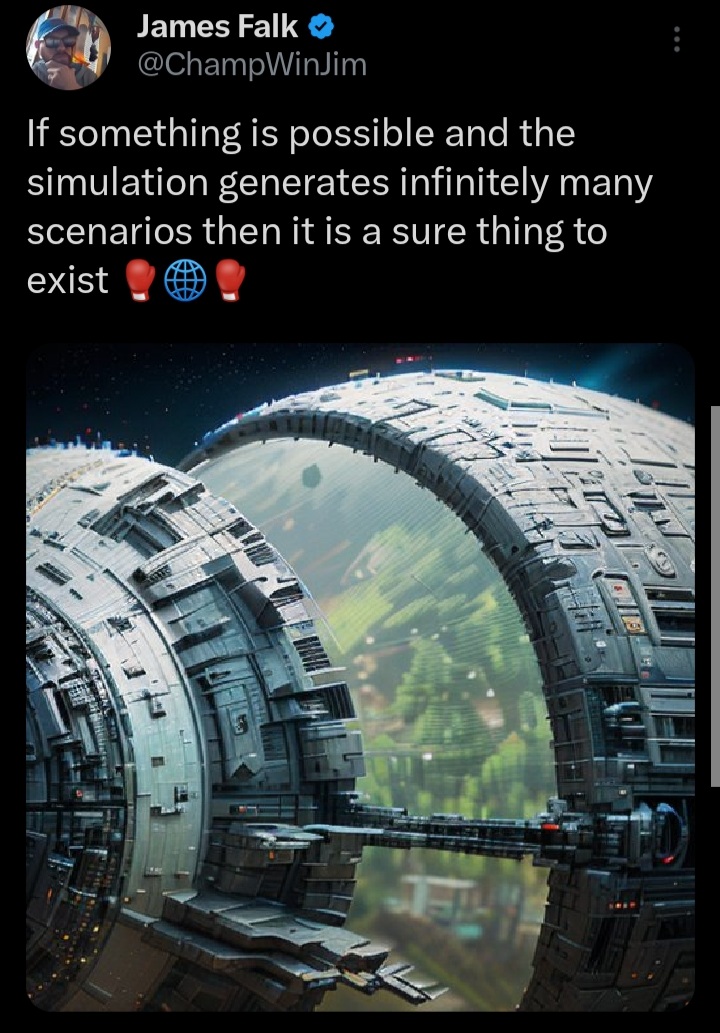 James Falk
@ChampWinJim
If something is possible and the
simulation generates infinitely many
scenarios then it is a sure thing to
exist 🥊🌐🥊